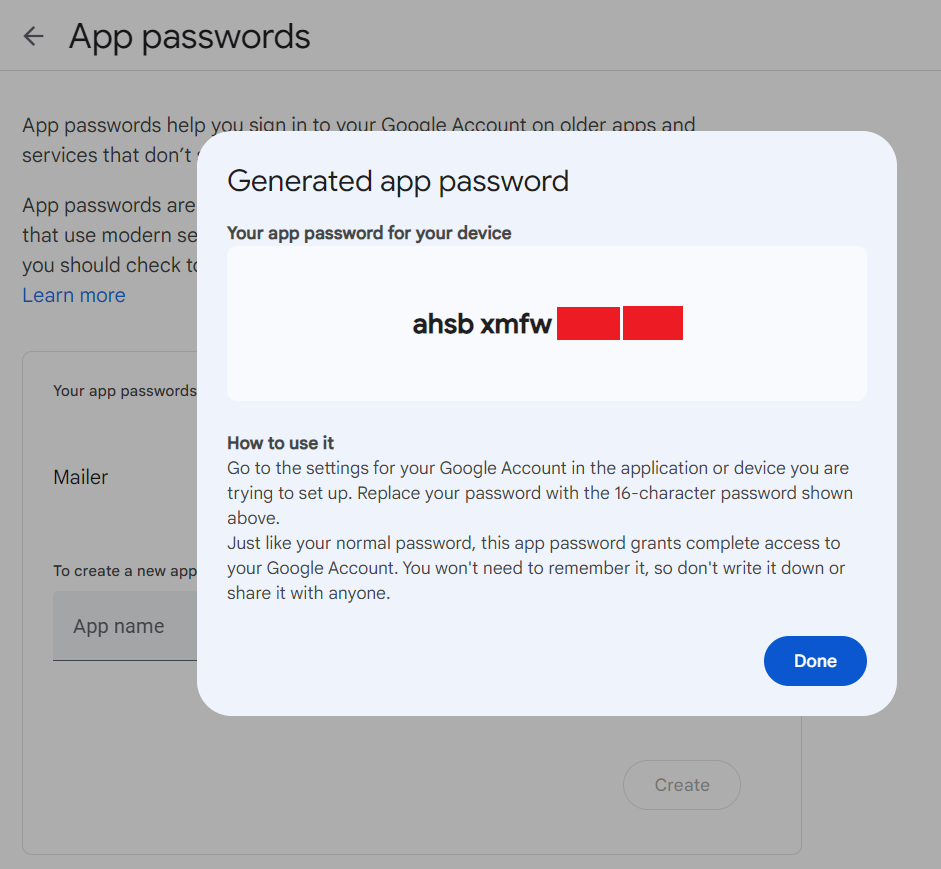 App passwords
App passwords help you sign in to your Google Account on older apps and
services that don't
App passwords are
that use modern se
you should check to
Learn more
Your app passwords
Mailer
To create a new app
App name
Create
Generated app password
Your app password for your device
ahsb xmfw
How to use it
Go to the settings for your Google Account in the application or device you are
trying to set up. Replace your password with the 16-character password shown
above.
Just like your normal password, this app password grants complete access to
your Google Account. You won't need to remember it, so don't write it down or
share it with anyone.
Done